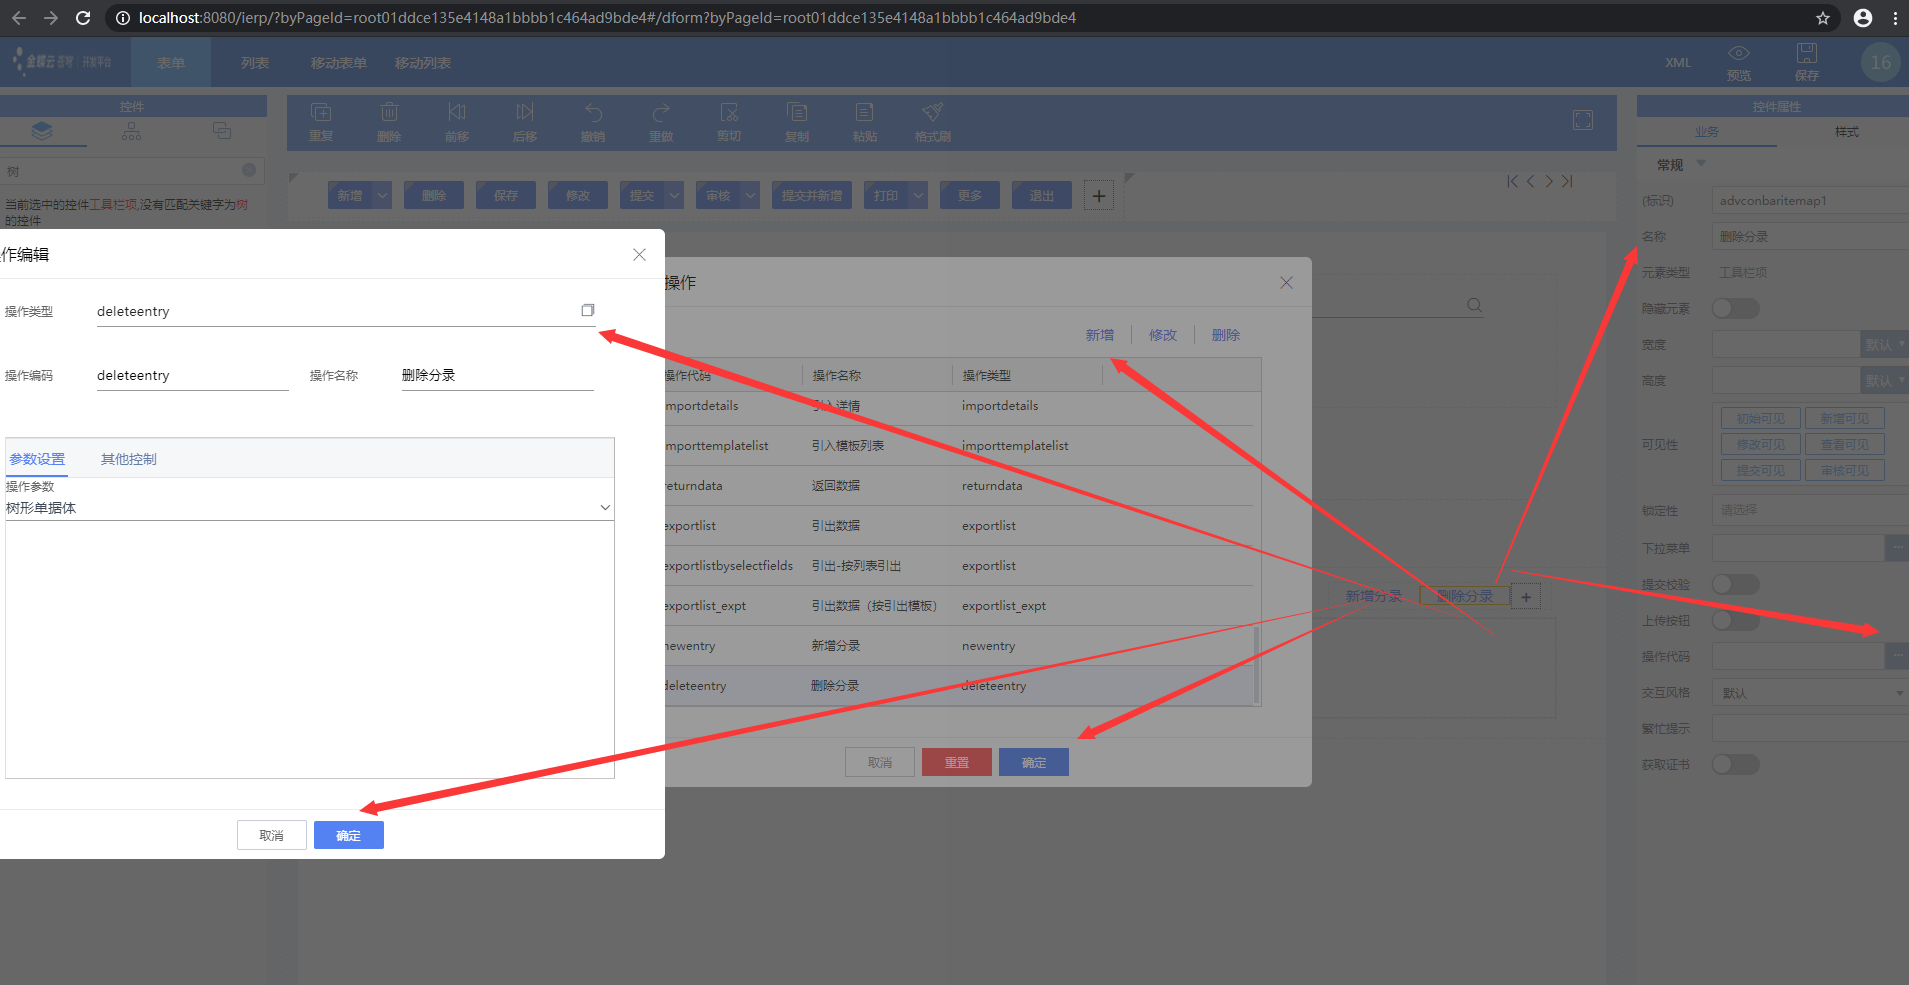 localhost:8080/ierp/?byPageId=root01ddce135e4148a1bbbb1c464ad9bde4#/dform?byPageId=root01ddce135e4148a1bbbb1c464ad9bde4
金蝶云 苍穹 | 开发平台
表单
列表
移动表单
移动列表
XML
预览
保存
16
控件
树
当前选中的控件工具栏项,没有匹配关键字为树
的控件
重复
删除
前移
后移
撤销
重做
剪切
复制
粘贴
格式刷
新增
删除
保存
修改
提交
审核
提交并新增
打印
更多
退出
+
作编辑
操作类型
deleteentry
操作编码
deleteentry
操作名称
删除分录
参数设置
其他控制
操作参数
树形单据体
取消
确定
操作
新增
修改
删除
操作代码
操作名称
操作类型
mportdetails
引入详情
importdetails
mporttemplatelist
引入模板列表
importtemplatelist
returndata
返回数据
returndata
exportlist
引出数据
exportlist
exportlistbyselectfields
引出-按列表引出
exportlist
exportlist_expt
引出数据（按引出模板）
exportlist_expt
newentry
新增分录
newentry
deleteentry
删除分录
deleteentry
取消
重置
确定
新增分录
删除分录
+
控件属性
业务
样式
常规
(标识)
advconbaritemap1
名称
删除分录
元素类型
工具栏项
隐藏元素
宽度
默认
高度
默认
可见性
初始可见
新增可见
修改可见
查看可见
提交可见
审核可见
锁定性
请选择
下拉菜单
...
提交校验
上传按钮
操作代码
...
交互风格
默认
繁忙提示
获取证书